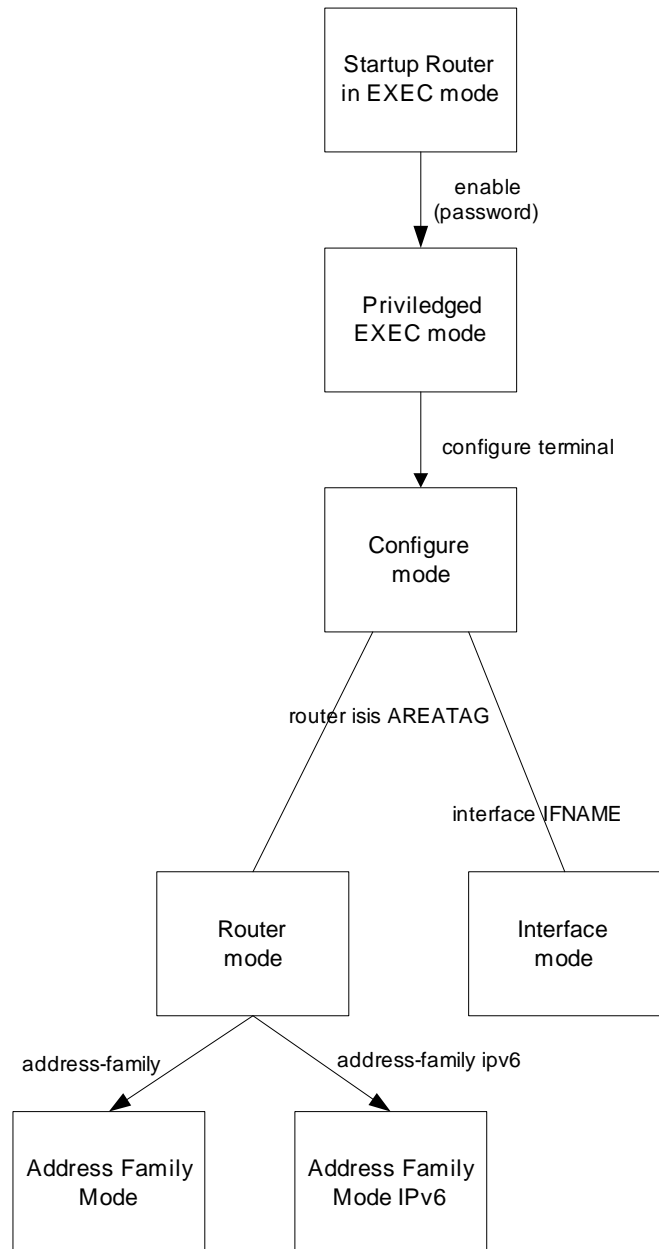 Startup Router
in EXEC mode
enable
(password)
Priviledged
EXEC mode
configure terminal
Configure
mode
router isis AREATAG
interface IFNAME
Router
mode
Interface
mode
address-family
address-family ipv6
Address Family
Mode
Address Family
Mode IPv6